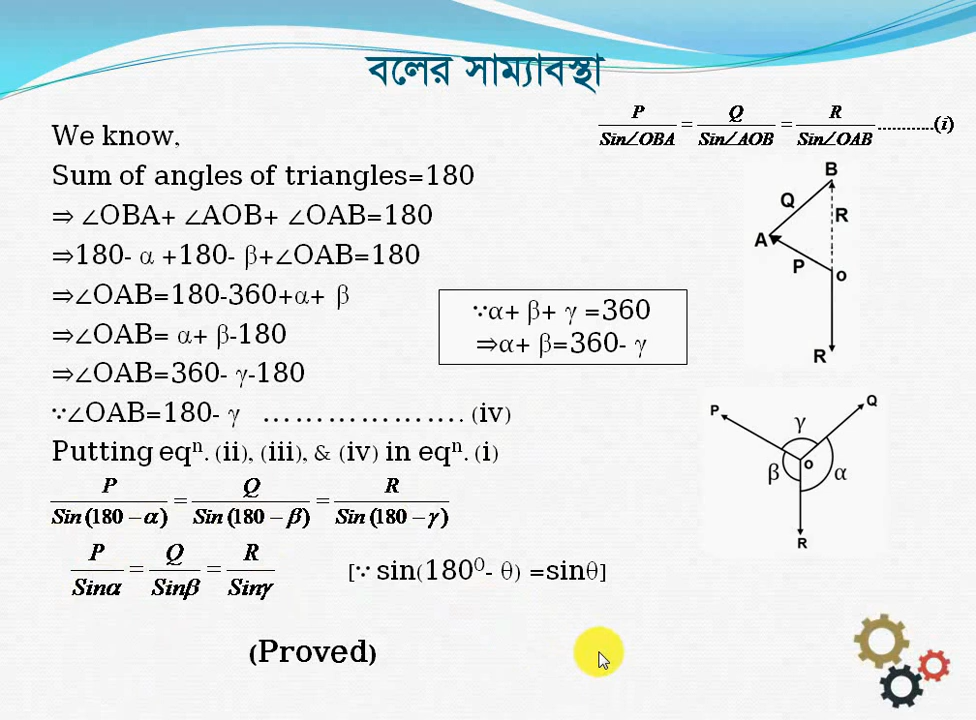 বলের সাম্যাবস্থা
P/Sin∠OBA = Q/Sin∠AOB = R/Sin∠OAB ............(i)
We know,
Sum of angles of triangles=180
⇒ ∠OBA+ ∠AOB+ ∠OAB=180
⇒180- α +180- β+∠OAB=180
⇒∠OAB=180-360+α+ β
⇒∠OAB= α+ β-180
⇒∠OAB=360- γ-180
∵∠OAB=180- γ ………………….(iv)
∵α+ β+ γ =360
⇒α+ β=360- γ
Putting eqⁿ. (ii), (iii), & (iv) in eqⁿ. (i)
P/Sin(180 − α) = Q/Sin(180 − β) = R/Sin(180 − γ)
P/Sinα = Q/Sinβ = R/Sinγ [∵ sin(180⁰- θ) =sinθ]
(Proved)
B
Q
R
A
P
o
R
P
Q
γ
o
β
α
R